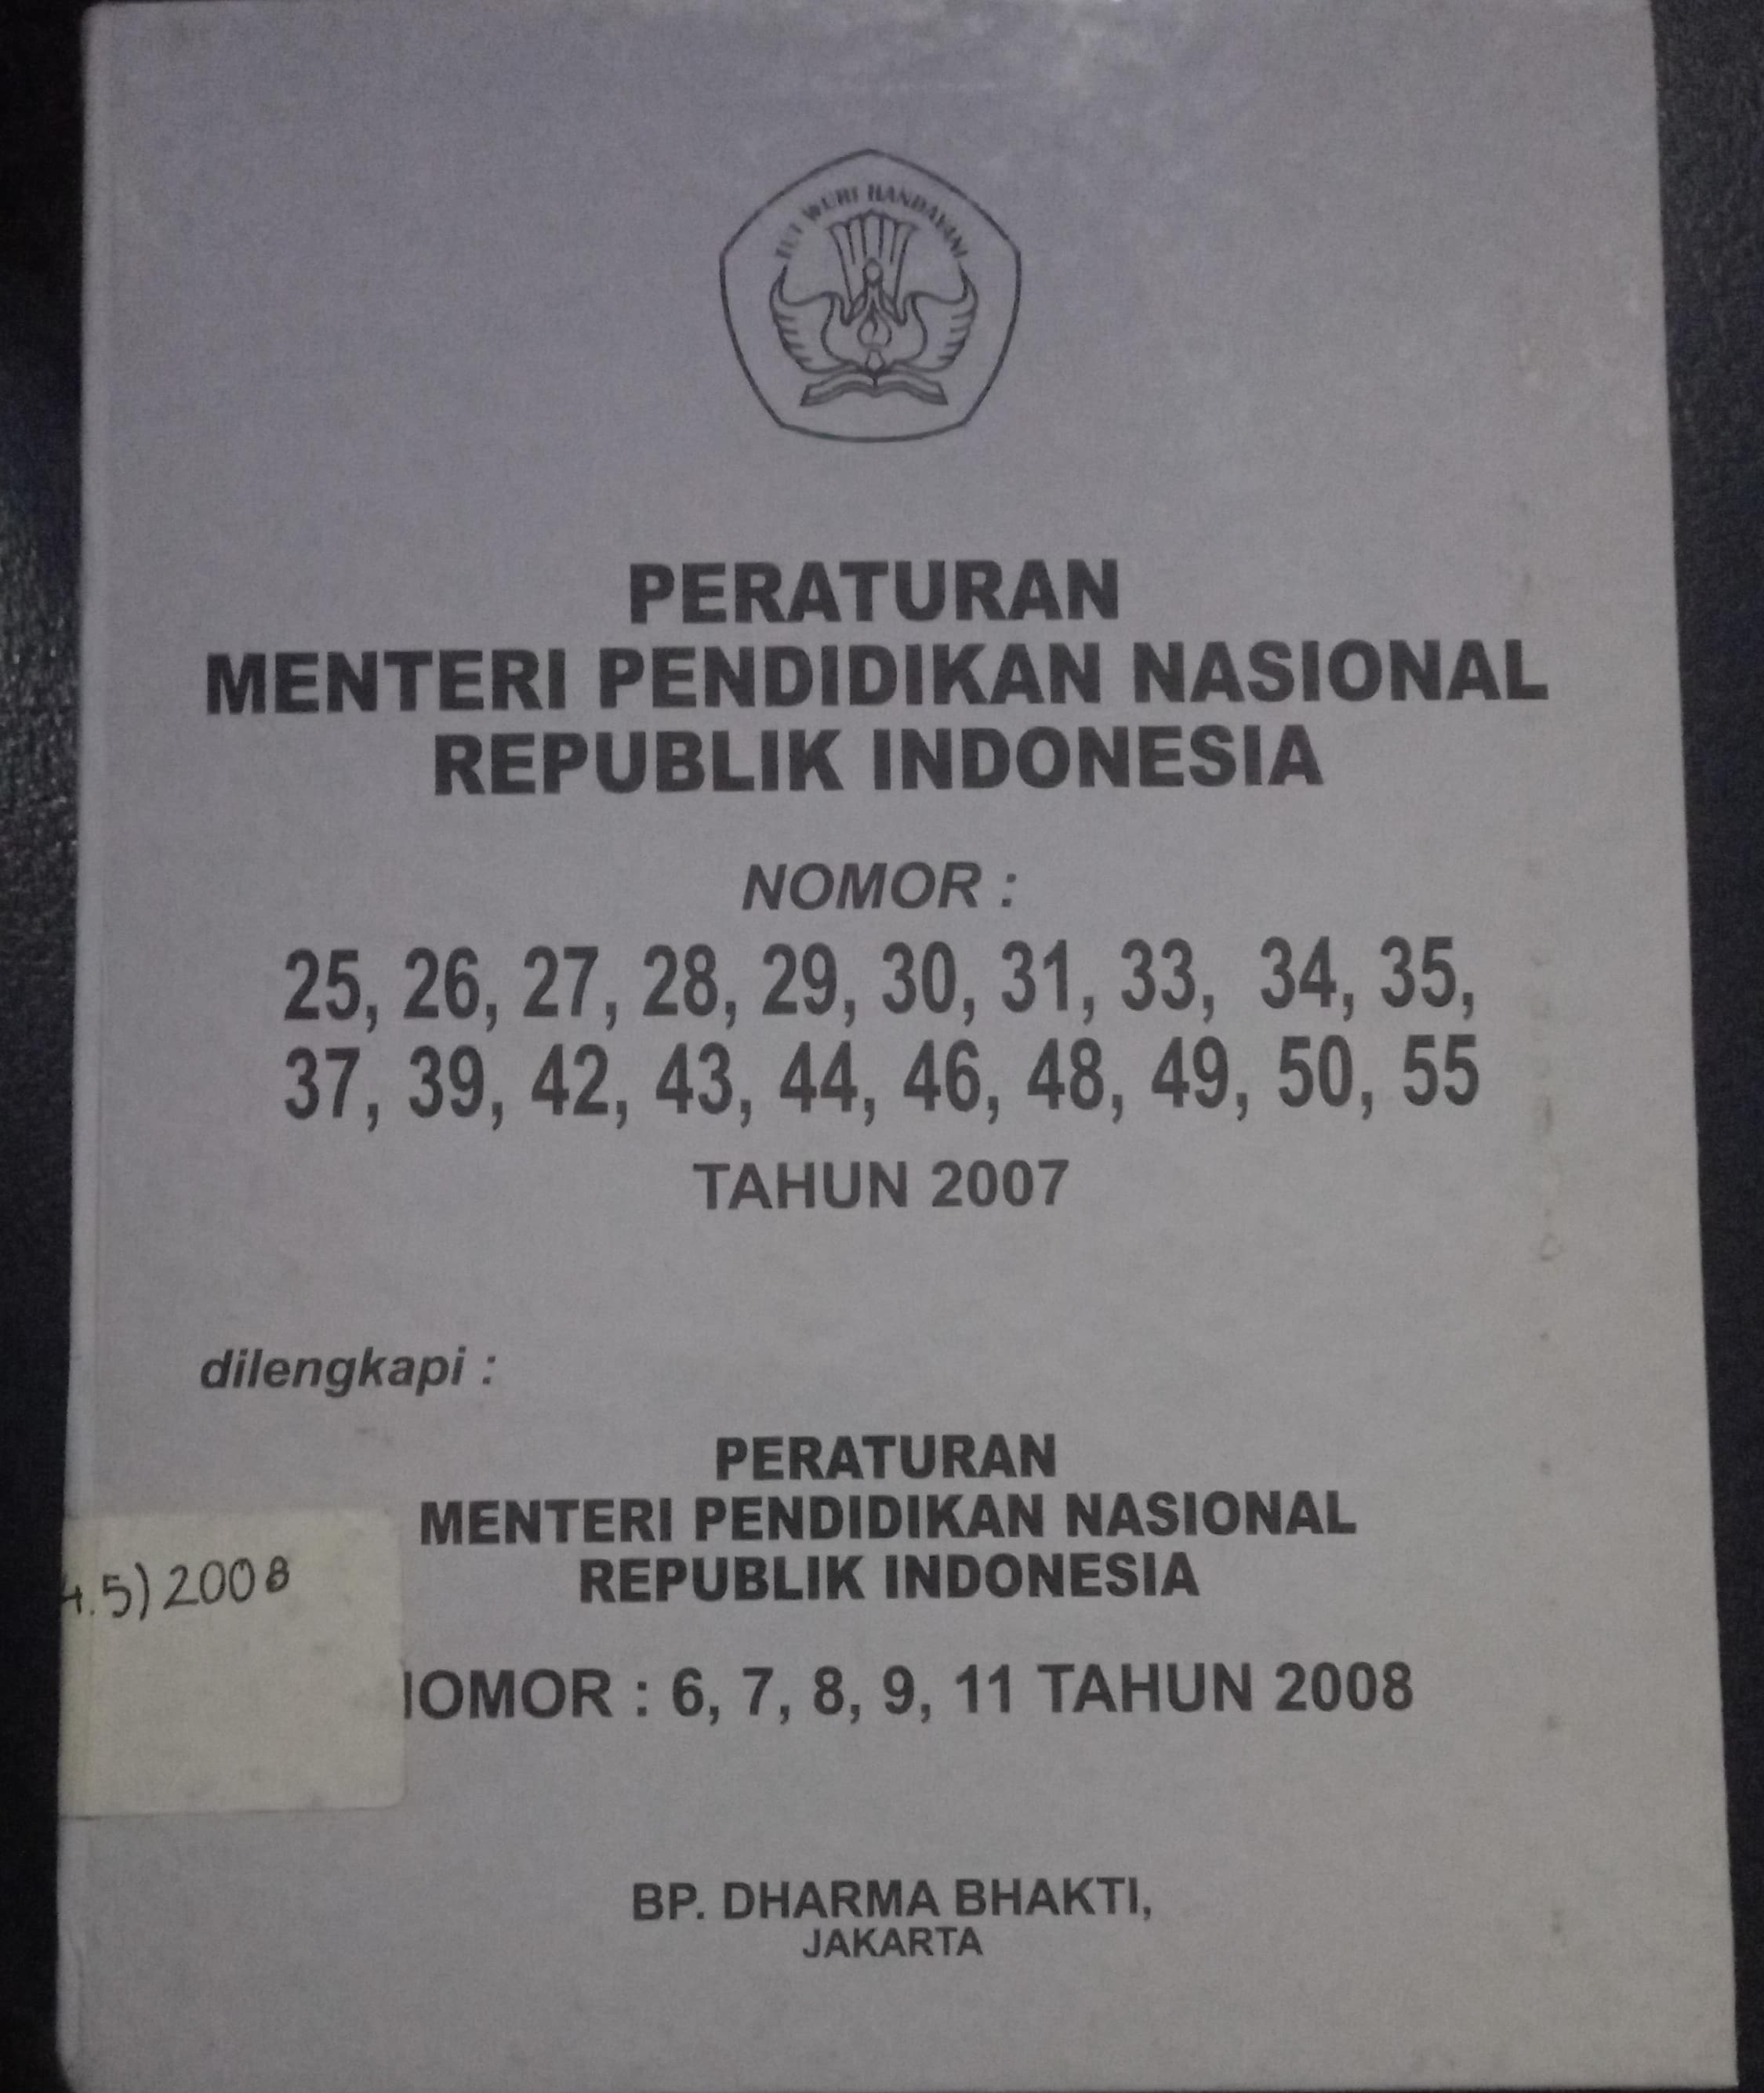 TUT WURI HANDAYANI
PERATURAN
MENTERI PENDIDIKAN NASIONAL
REPUBLIK INDONESIA
NOMOR :
25, 26, 27, 28, 29, 30, 31, 33, 34, 35,
37, 39, 42, 43, 44, 46, 48, 49, 50, 55
TAHUN 2007
dilengkapi :
PERATURAN
MENTERI PENDIDIKAN NASIONAL
REPUBLIK INDONESIA
4.5) 2008
NOMOR : 6, 7, 8, 9, 11 TAHUN 2008
BP. DHARMA BHAKTI,
JAKARTA